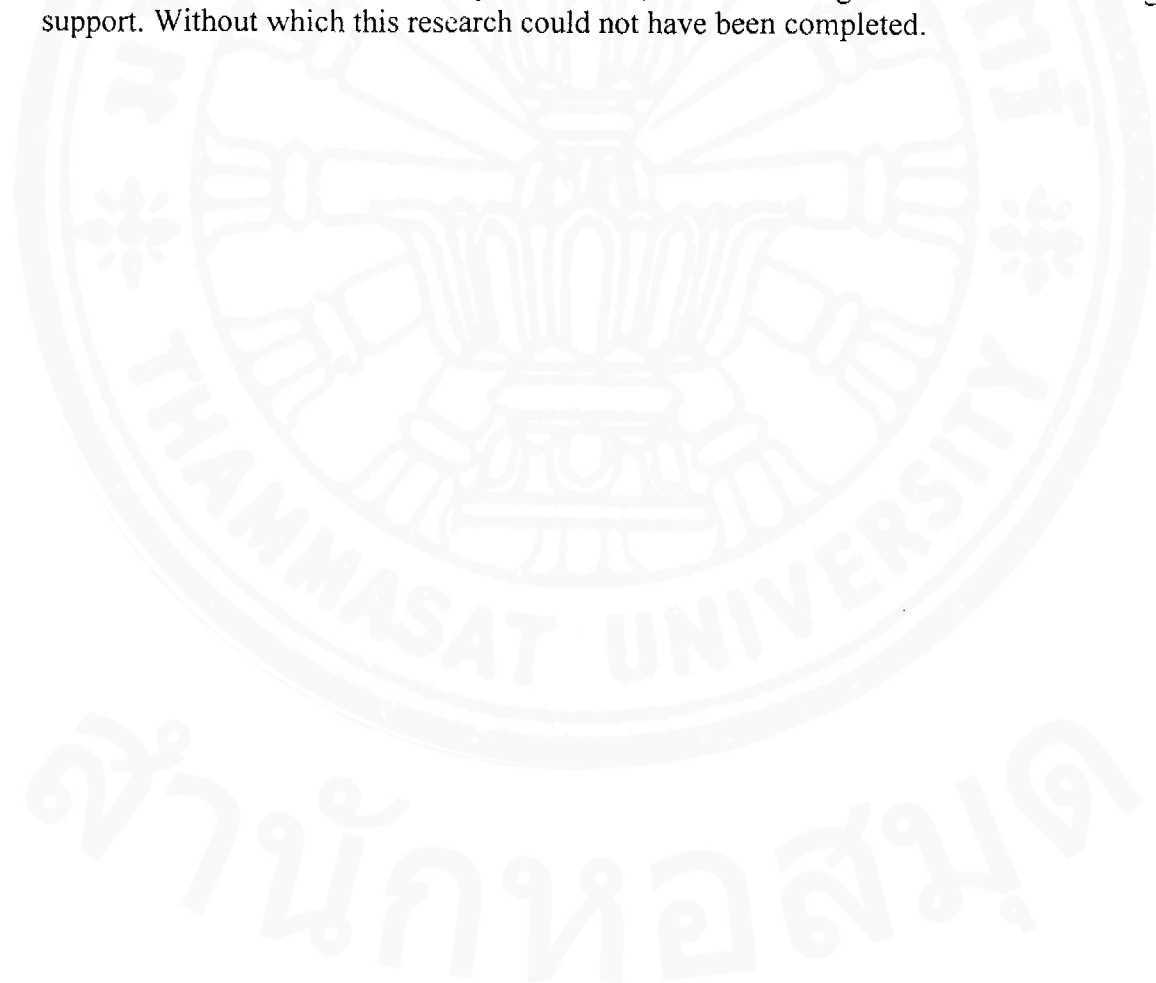 support. Without which this research could not have been completed.
THAMMASAT UNIVERSITY
สำนักหอสมุด